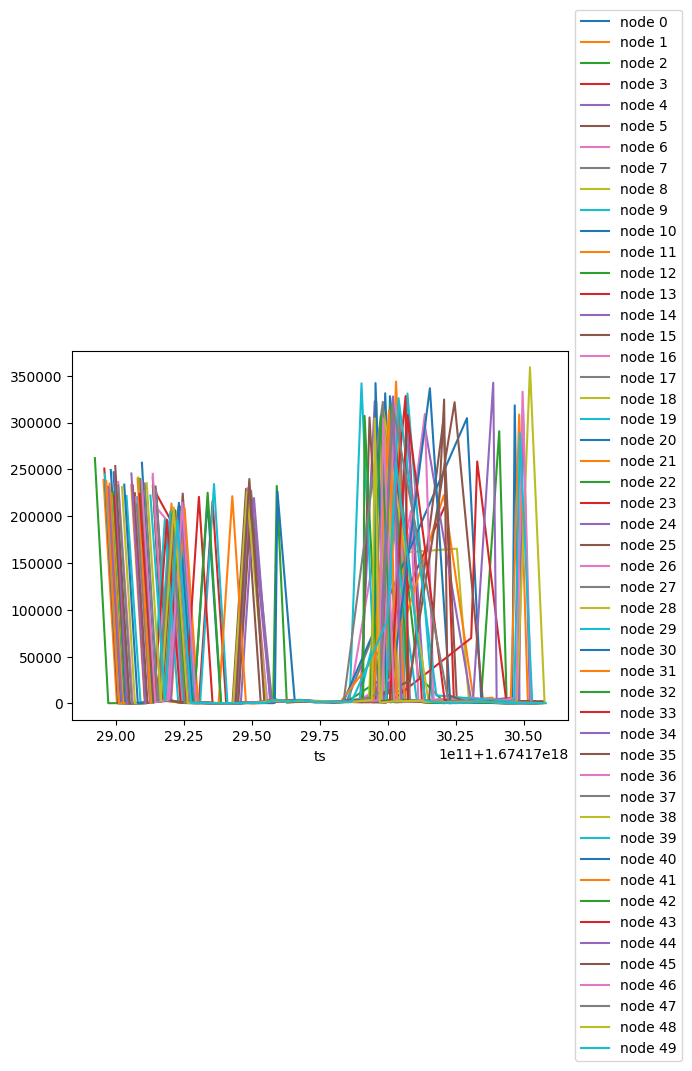 350000
300000
250000
200000
150000
100000
50000
0
29.00 29.25 29.50 29.75 30.00 30.25 30.50
ts
1e11+1.67417e18
node 0
node 1
node 2
node 3
node 4
node 5
node 6
node 7
node 8
node 9
node 10
node 11
node 12
node 13
node 14
node 15
node 16
node 17
node 18
node 19
node 20
node 21
node 22
node 23
node 24
node 25
node 26
node 27
node 28
node 29
node 30
node 31
node 32
node 33
node 34
node 35
node 36
node 37
node 38
node 39
node 40
node 41
node 42
node 43
node 44
node 45
node 46
node 47
node 48
node 49